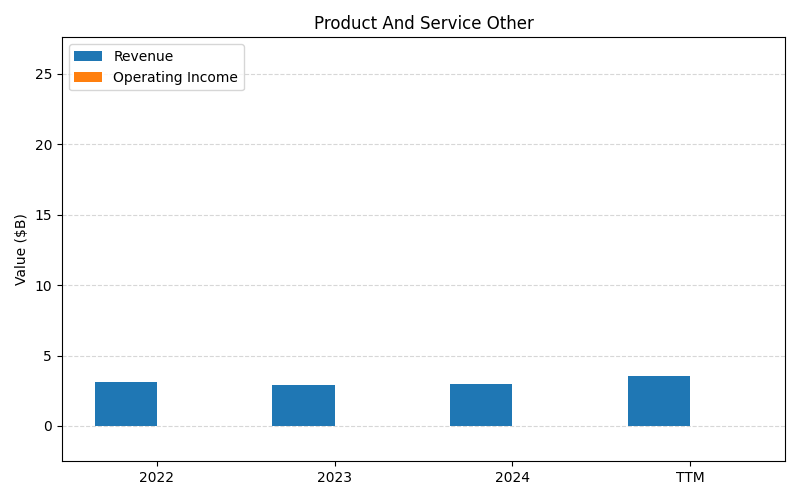 Product And Service Other
Revenue
Operating Income
Value ($B)
25
20
15
10
5
0
2022
2023
2024
TTM